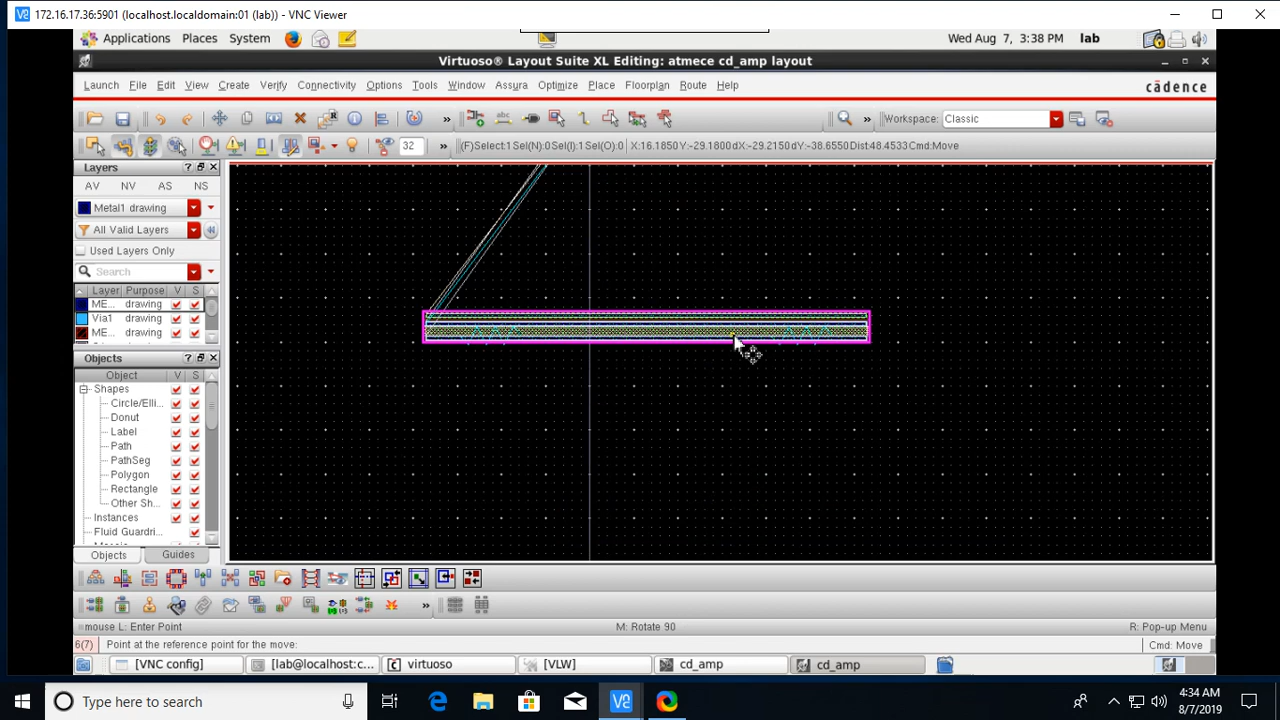 172.16.17.36:5901 (localhost.localdomain:01 (lab)) - VNC Viewer
Applications Places System Wed Aug 7, 3:38 PM lab
Virtuoso® Layout Suite XL Editing: atmece cd_amp layout
Launch File Edit View Create Verify Connectivity Options Tools Window Assura Optimize Place Floorplan Route Help cādence
abc » » Workspace: Classic
32 » (F)Select:1 Sel(N):0 Sel(I):1 Sel(O):0 X:16.1850 Y:-29.1800 dX:-29.2150 dY:-38.6550 Dist:48.4533 Cmd:Move
Layers
AV NV AS NS
Metal1 drawing
All Valid Layers
Used Layers Only
Search
Layer Purpose V S
ME... drawing
Via1 drawing
ME... drawing
Objects
Object V S
Shapes
Circle/Elli...
Donut
Label
Path
PathSeg
Polygon
Rectangle
Other Sh...
Instances
Fluid Guardri...
Objects Guides
»
mouse L: Enter Point M: Rotate 90 R: Pop-up Menu
6(7) Point at the reference point for the move: Cmd: Move
[VNC config] [lab@localhost:c... virtuoso [VLW] cd_amp cd_amp
Type here to search
4:34 AM
8/7/2019